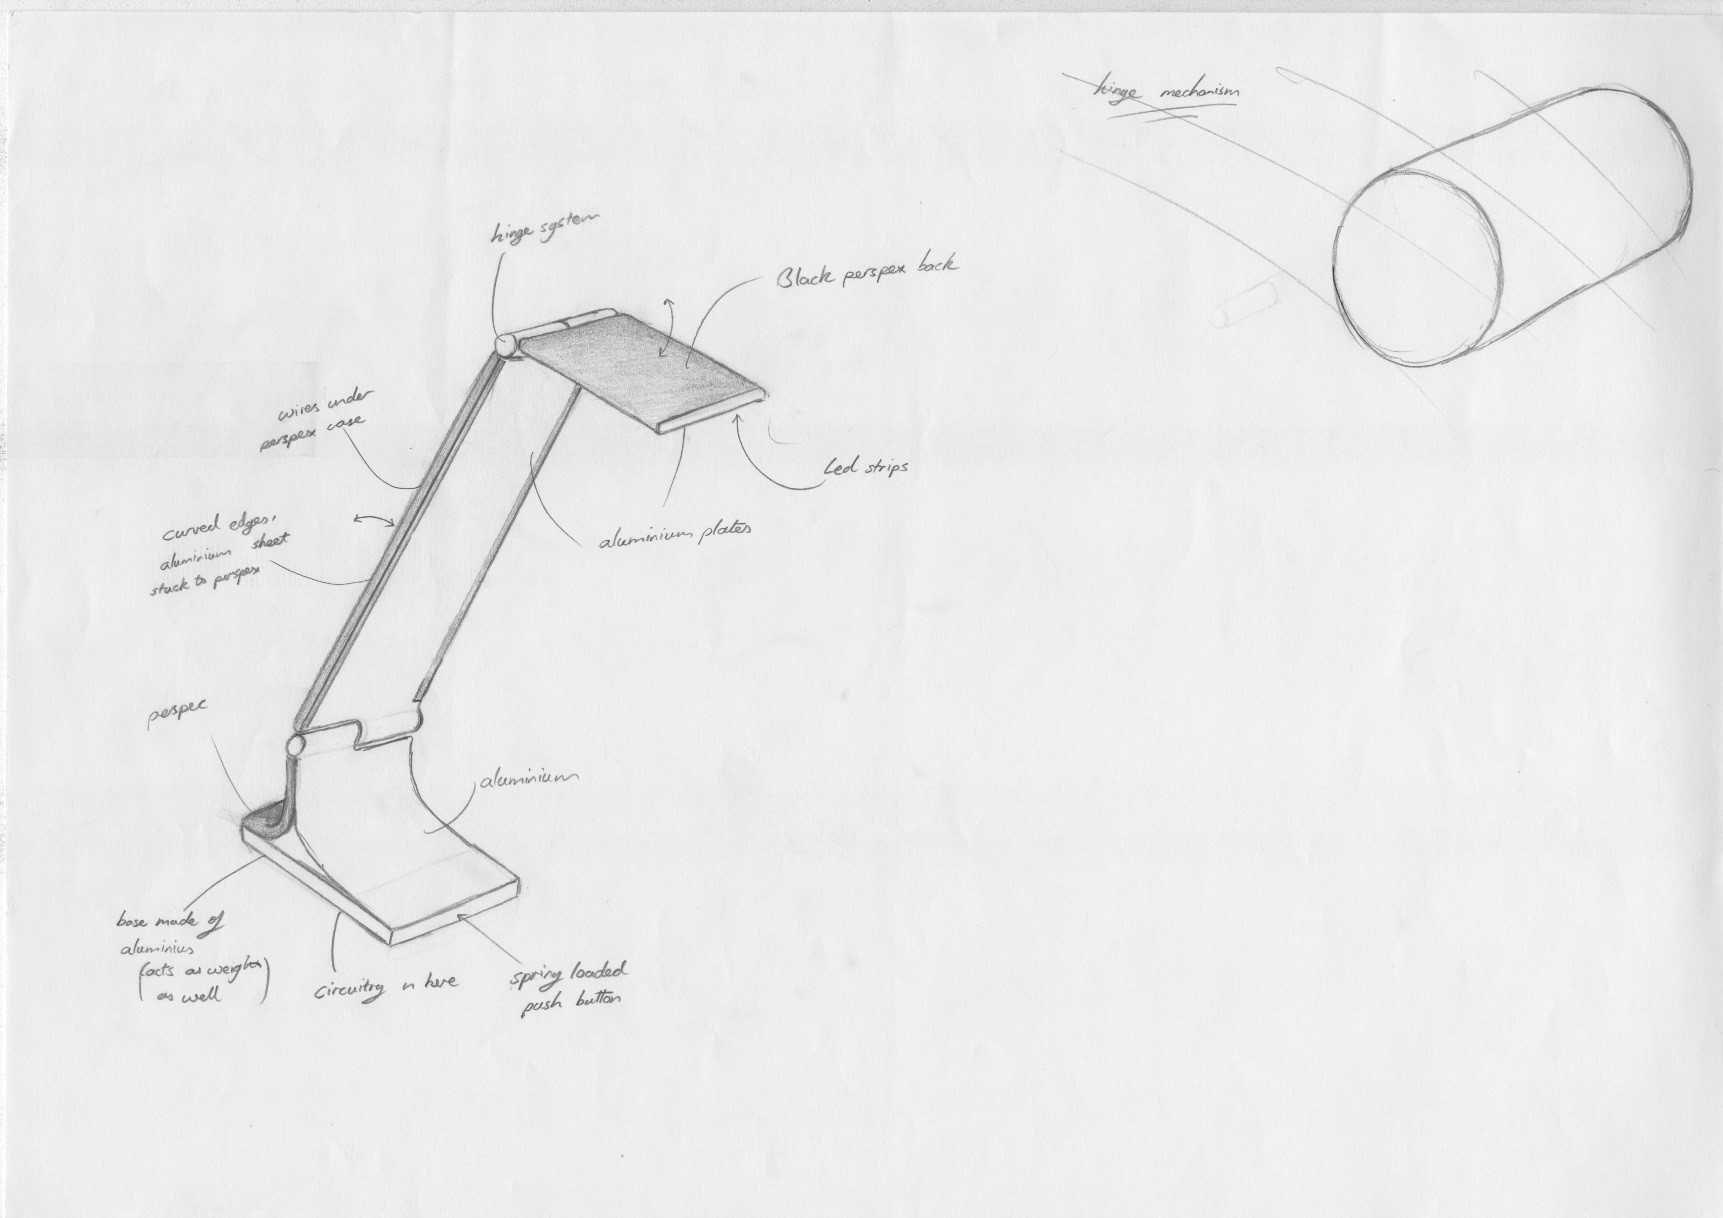 hinge mechanism
hinge system
Black perspex back
wires under
perspex case
Led strips
curved edges,
aluminium sheet
stuck to perspex
aluminium plates
perspec
aluminium
base made of
aluminius
(acts as weight
as well)
circuitry in here
spring loaded
push button